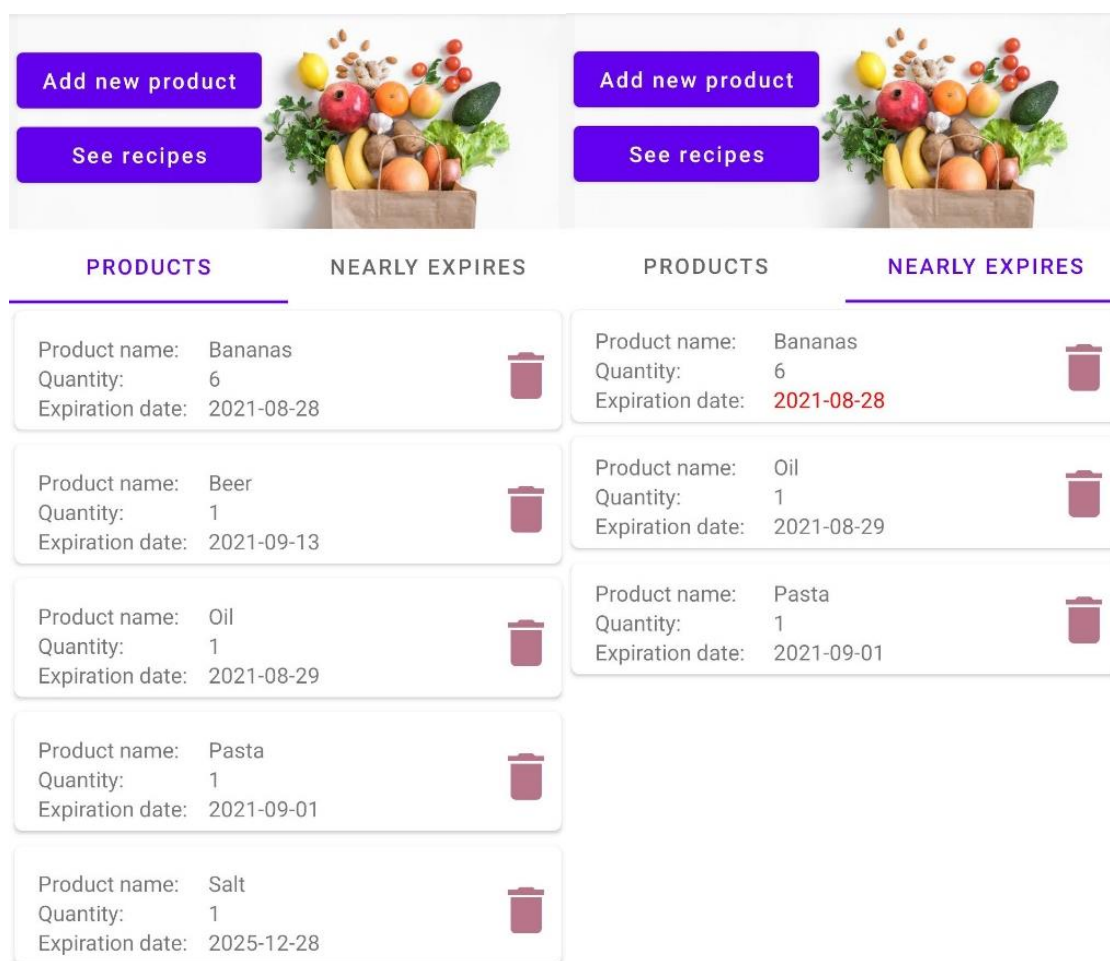 Add new product
See recipes
PRODUCTS
NEARLY EXPIRES
Product name: Bananas
Quantity: 6
Expiration date: 2021-08-28
Product name: Beer
Quantity: 1
Expiration date: 2021-09-13
Product name: Oil
Quantity: 1
Expiration date: 2021-08-29
Product name: Pasta
Quantity: 1
Expiration date: 2021-09-01
Product name: Salt
Quantity: 1
Expiration date: 2025-12-28
Add new product
See recipes
PRODUCTS
NEARLY EXPIRES
Product name: Bananas
Quantity: 6
Expiration date: 2021-08-28
Product name: Oil
Quantity: 1
Expiration date: 2021-08-29
Product name: Pasta
Quantity: 1
Expiration date: 2021-09-01